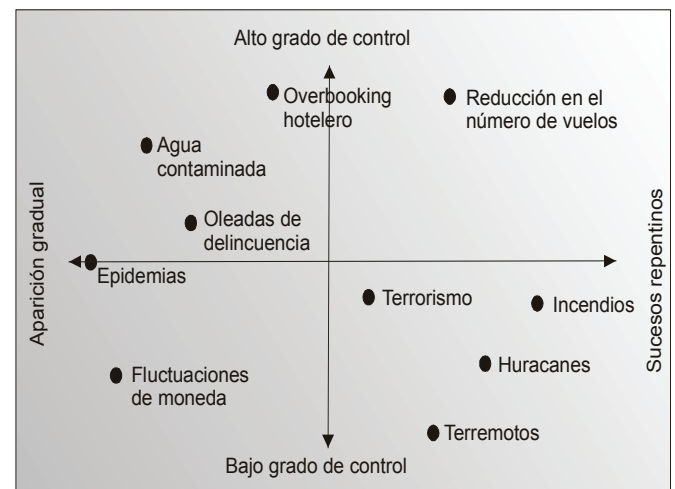 Alto grado de control
Overbooking
hotelero
Reducción en el
número de vuelos
Agua
contaminada
Oleadas de
delincuencia
Aparición gradual
Sucesos repentinos
Epidemias
Terrorismo
Incendios
Huracanes
Fluctuaciones
de moneda
Terremotos
Bajo grado de control